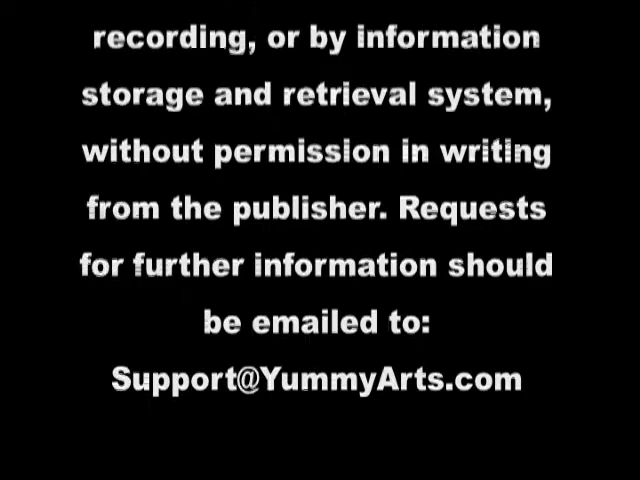 recording, or by information
storage and retrieval system,
without permission in writing
from the publisher. Requests
for further information should
be emailed to:
Support@YummyArts.com